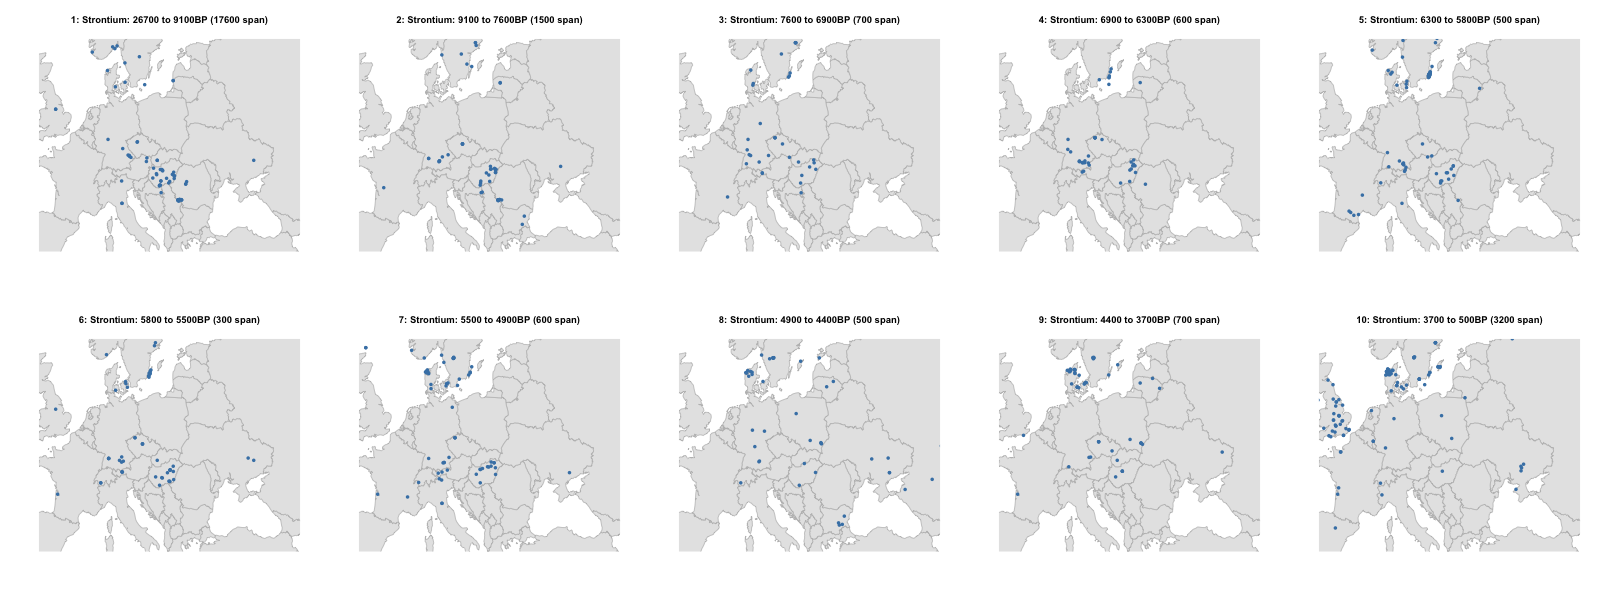 1: Strontium: 26700 to 9100BP (17600 span)
2: Strontium: 9100 to 7600BP (1500 span)
3: Strontium: 7600 to 6900BP (700 span)
4: Strontium: 6900 to 6300BP (600 span)
5: Strontium: 6300 to 5800BP (500 span)
6: Strontium: 5800 to 5500BP (300 span)
7: Strontium: 5500 to 4900BP (600 span)
8: Strontium: 4900 to 4400BP (500 span)
9: Strontium: 4400 to 3700BP (700 span)
10: Strontium: 3700 to 500BP (3200 span)